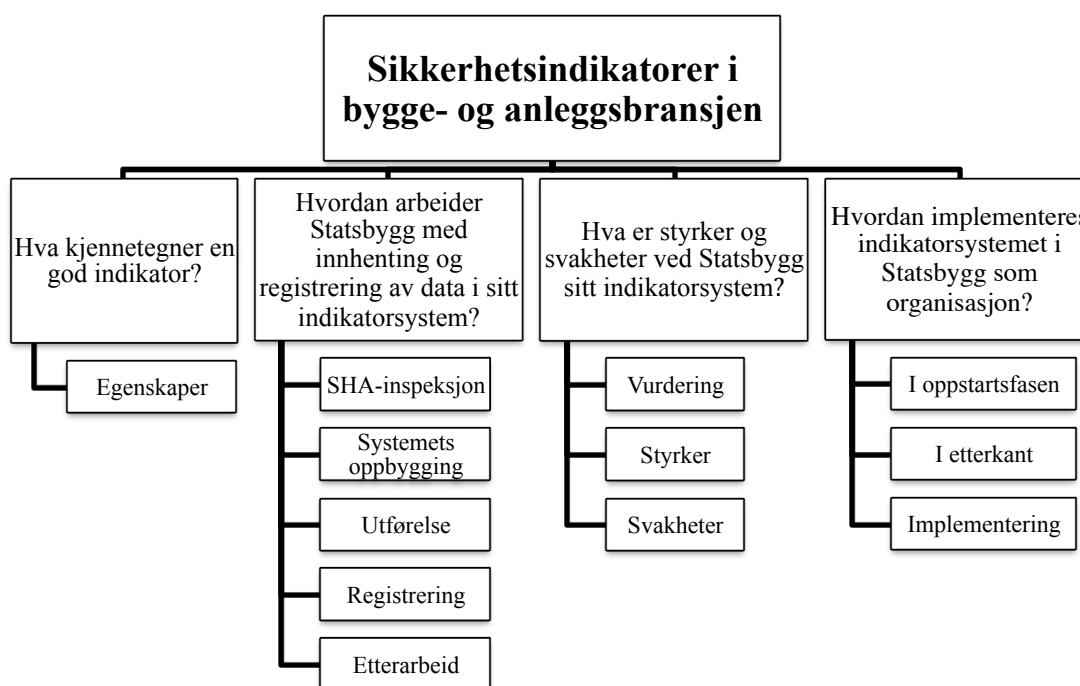 Sikkerhetsindikatorer i
bygge- og anleggsbransjen
Hva kjennetegner en
god indikator?
Egenskaper
Hvordan arbeider
Statsbygg med
innhenting og
registrering av data i sitt
indikatorsystem?
SHA-inspeksjon
Systemets
oppbygging
Utførelse
Registrering
Etterarbeid
Hva er styrker og
svakheter ved Statsbygg
sitt indikatorsystem?
Vurdering
Styrker
Svakheter
Hvordan implementeres
indikatorsystemet i
Statsbygg som
organisasjon?
I oppstartsfasen
I etterkant
Implementering